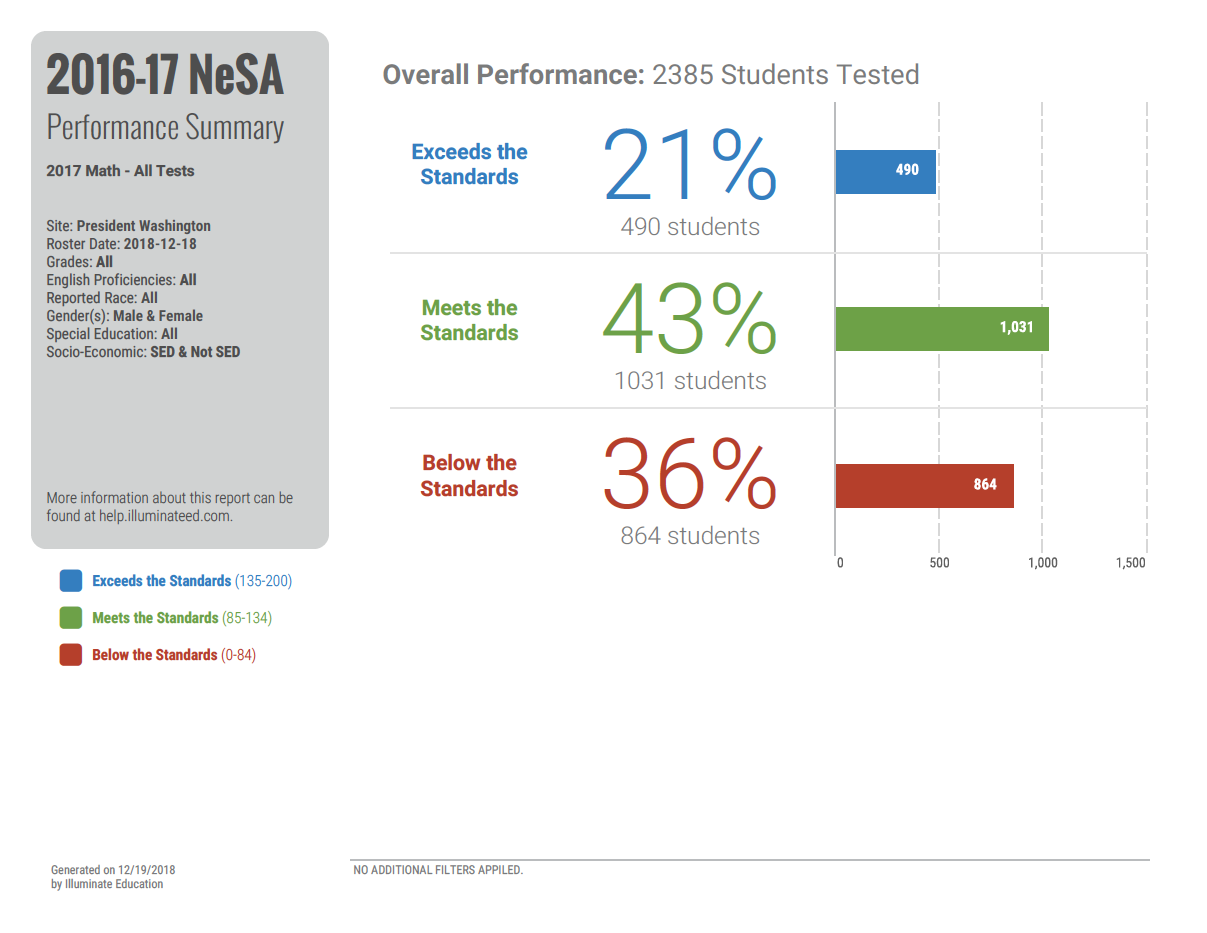 2016-17 NeSA
Performance Summary
2017 Math - All Tests
Site: President Washington
Roster Date: 2018-12-18
Grades: All
English Proficiencies: All
Reported Race: All
Gender(s): Male & Female
Special Education: All
Socio-Economic: SED & Not SED
More information about this report can be
found at help.illuminateed.com.
Exceeds the Standards (135-200)
Meets the Standards (85-134)
Below the Standards (0-84)
Overall Performance: 2385 Students Tested
Exceeds the
Standards
21%
490 students
490
Meets the
Standards
43%
1031 students
1,031
Below the
Standards
36%
864 students
864
0 500 1,000 1,500
Generated on 12/19/2018
by Illuminate Education
NO ADDITIONAL FILTERS APPILED.